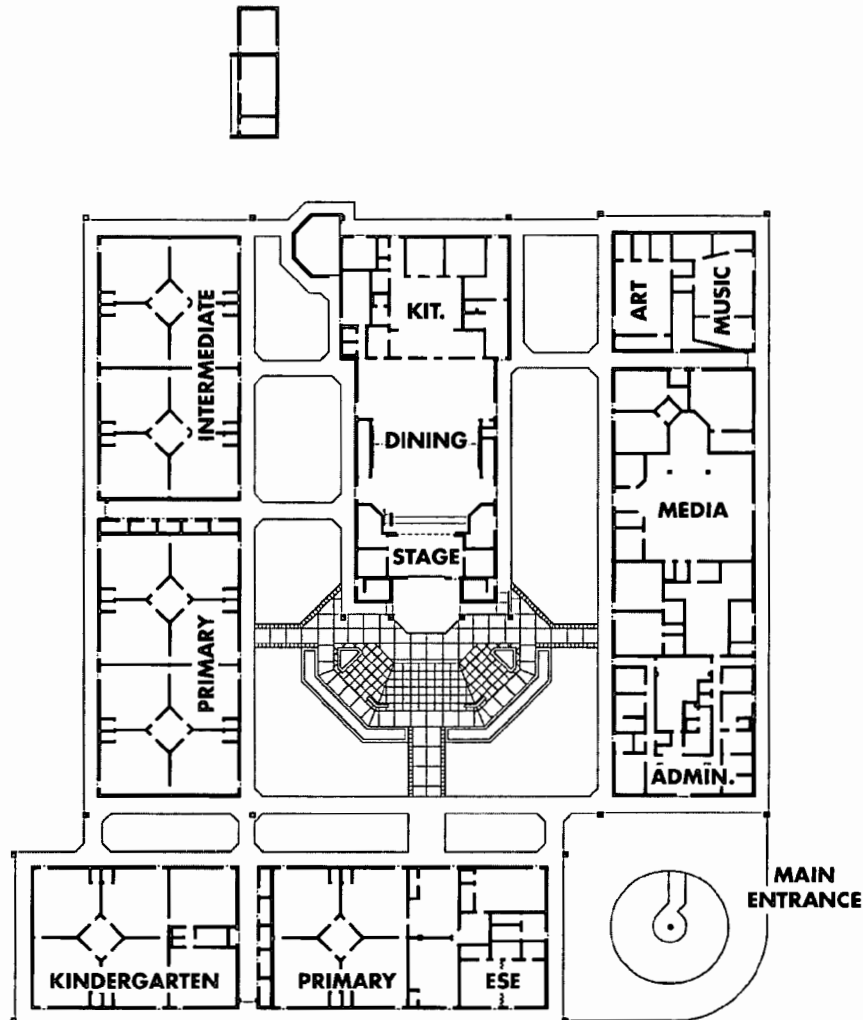 INTERMEDIATE
KIT.
ART
MUSIC
DINING
MEDIA
STAGE
PRIMARY
ADMIN.
MAIN
ENTRANCE
KINDERGARTEN
PRIMARY
ESE